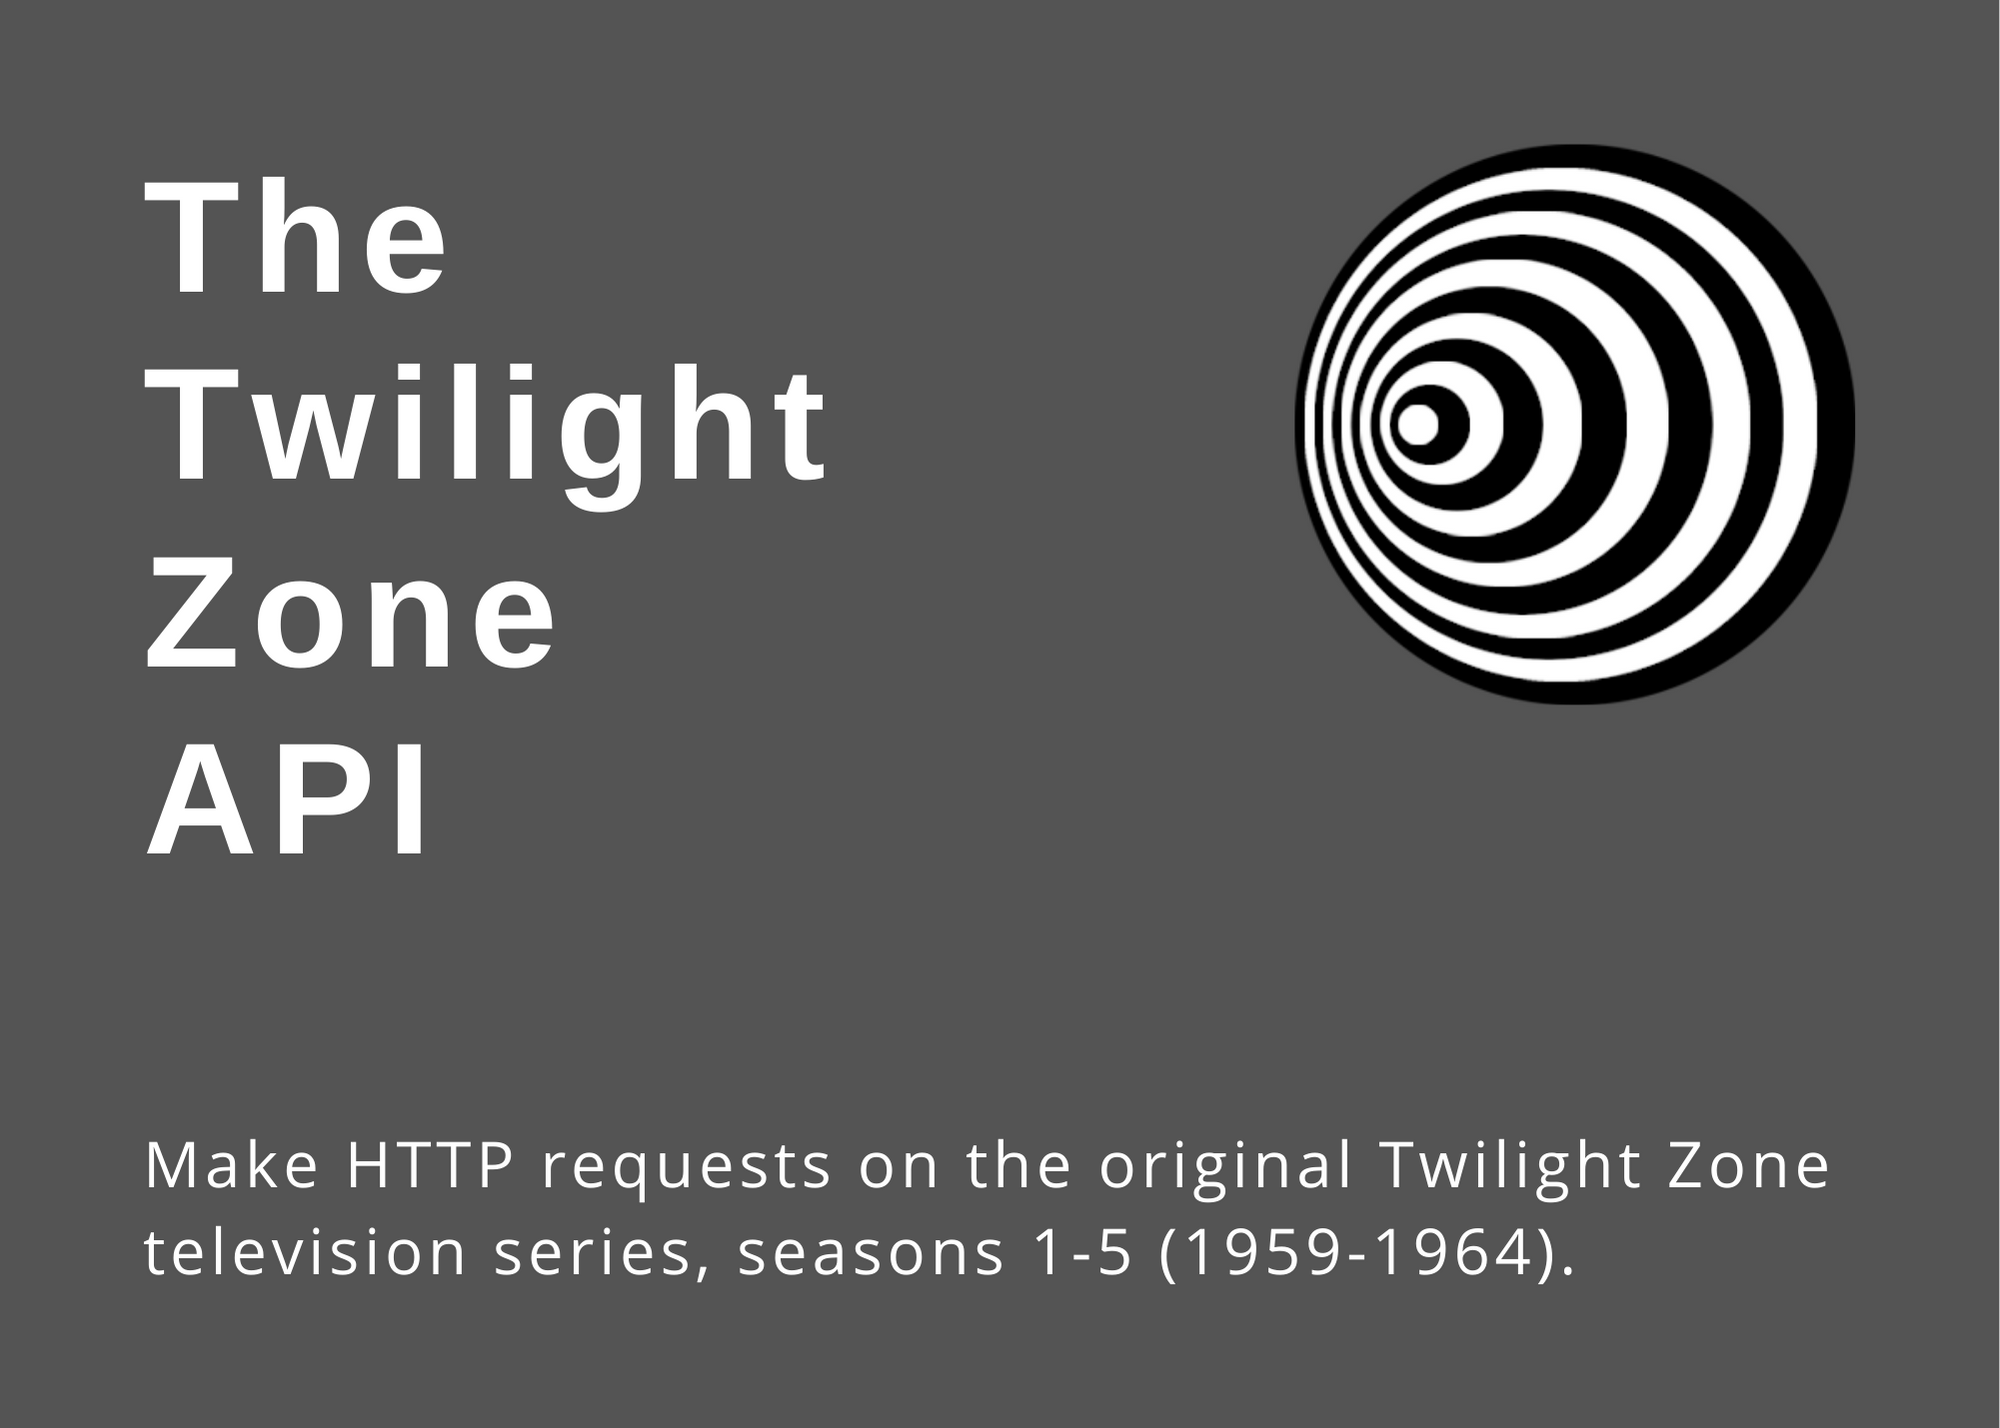 The
Twilight
Zone
API
Make HTTP requests on the original Twilight Zone
television series, seasons 1-5 (1959-1964).